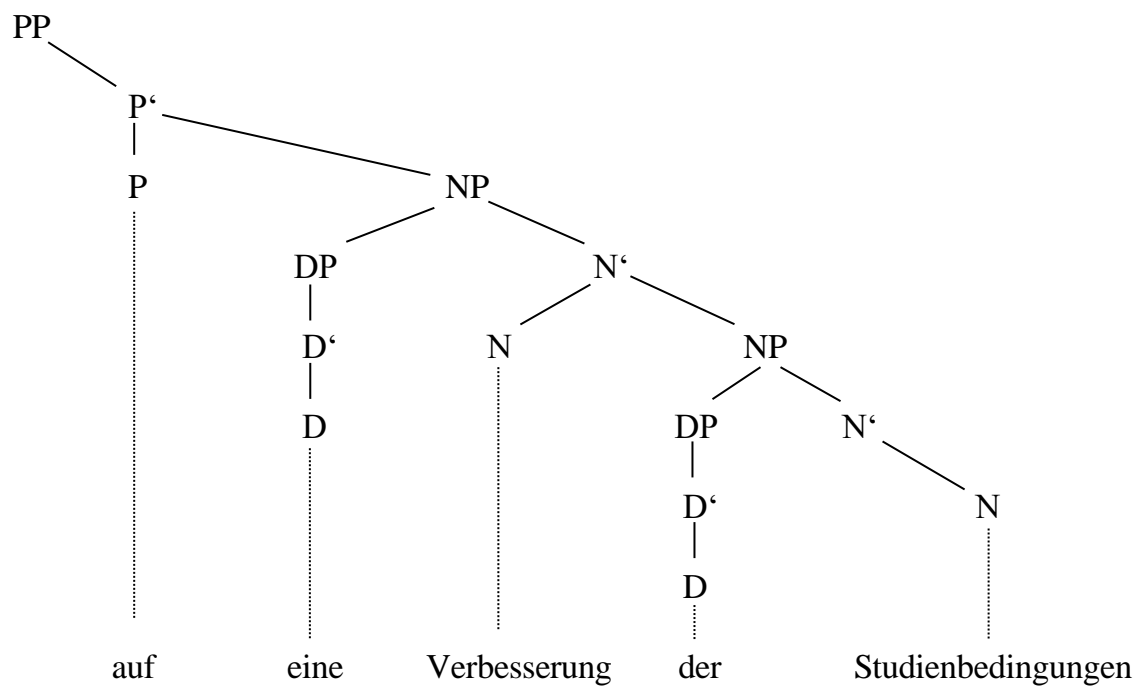 PP
P‘
P NP
DP N‘
D‘ N NP
D DP N‘
D‘ N
D
auf eine Verbesserung der Studienbedingungen